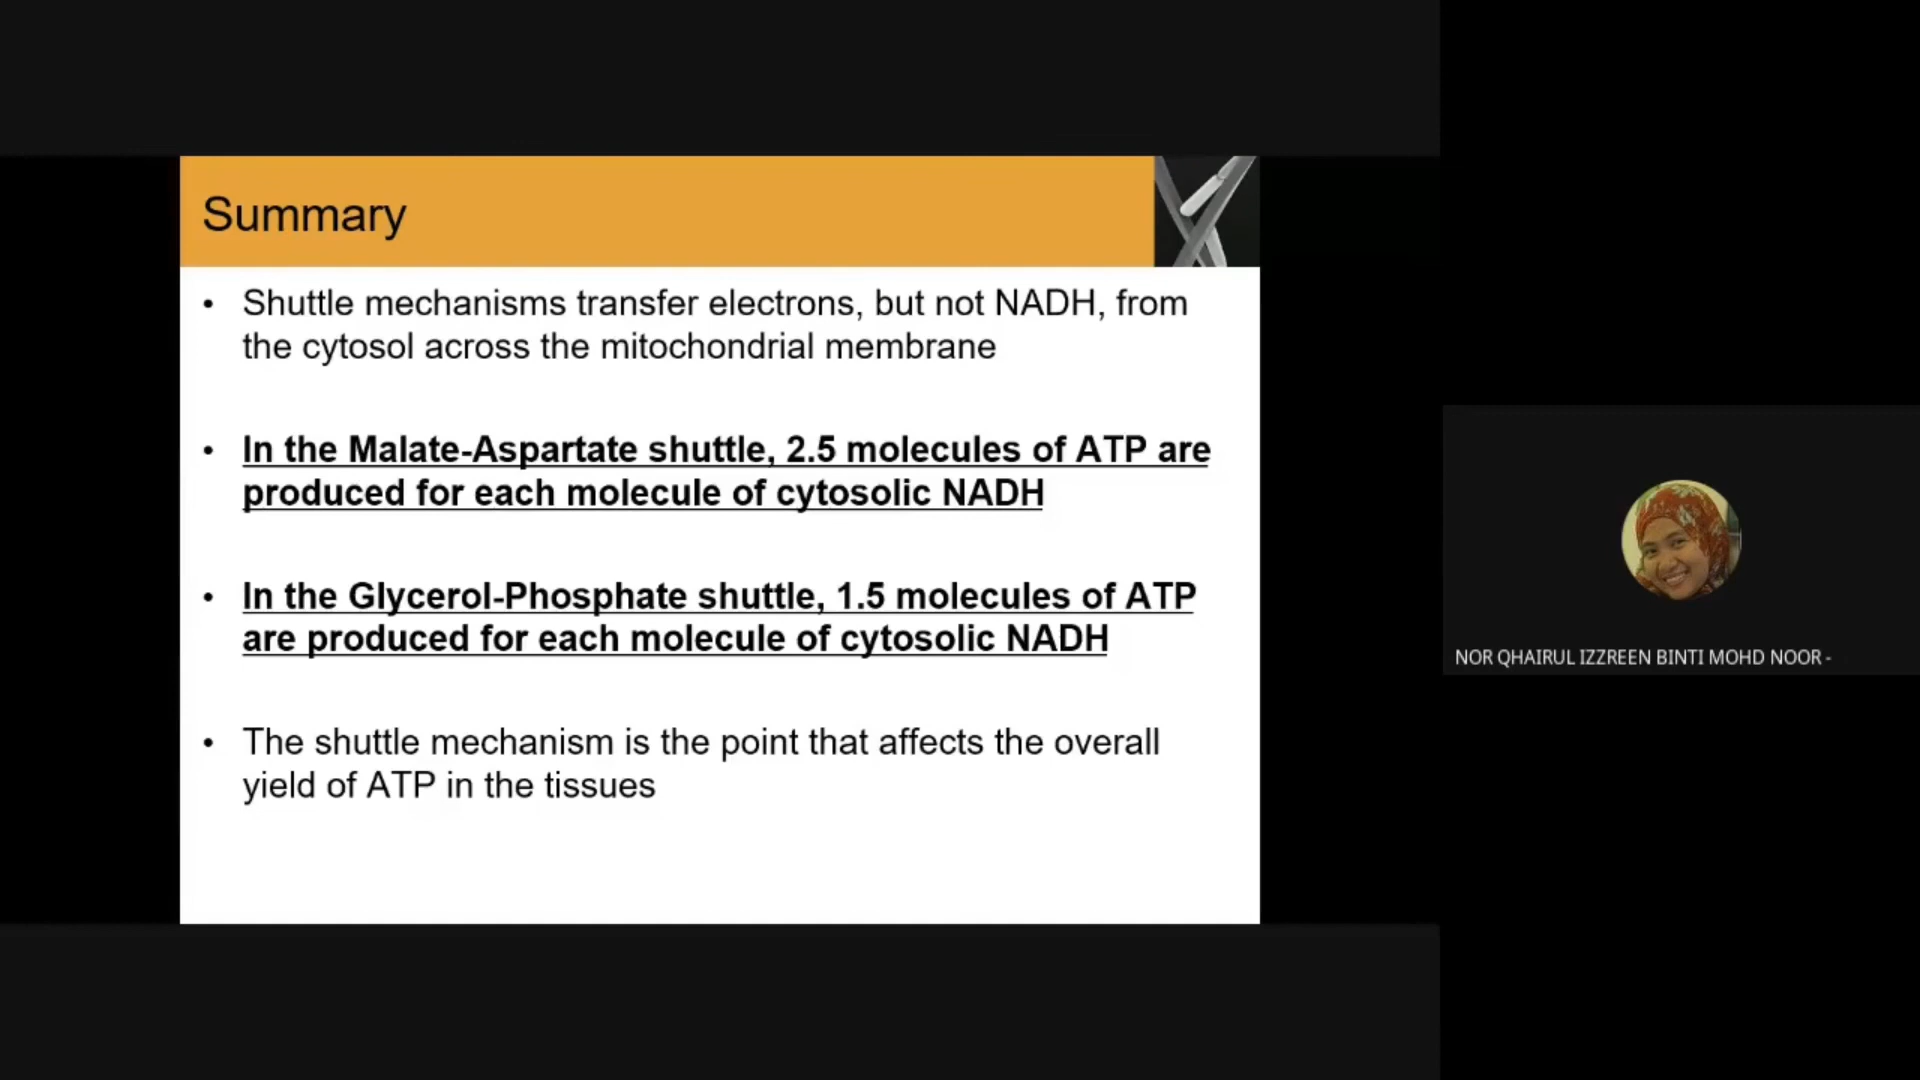 Summary
• Shuttle mechanisms transfer electrons, but not NADH, from
the cytosol across the mitochondrial membrane
• In the Malate-Aspartate shuttle, 2.5 molecules of ATP are
produced for each molecule of cytosolic NADH
• In the Glycerol-Phosphate shuttle, 1.5 molecules of ATP
are produced for each molecule of cytosolic NADH
• The shuttle mechanism is the point that affects the overall
yield of ATP in the tissues
NOR QHAIRUL IZZREEN BINTI MOHD NOOR -